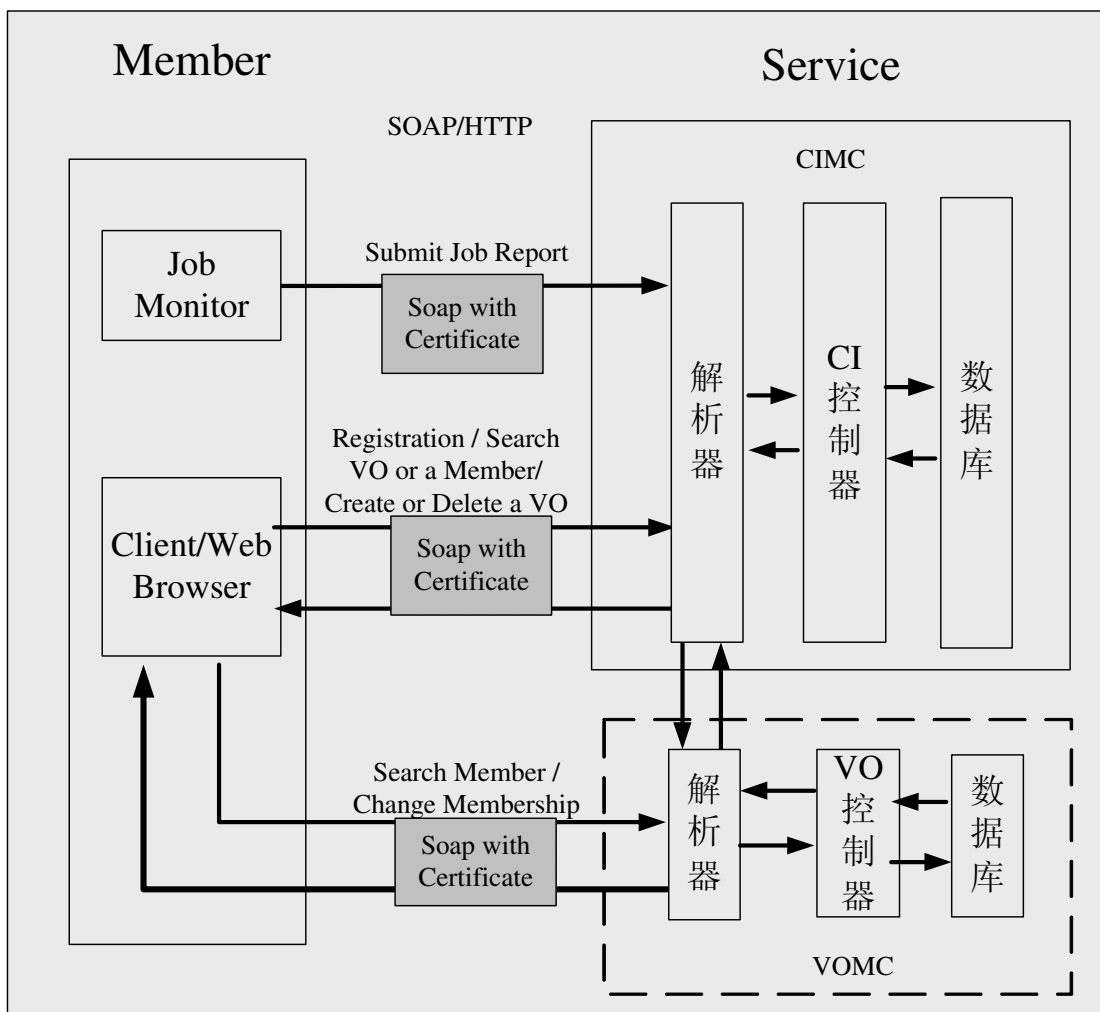 Member
Service
SOAP/HTTP
CIMC
Job
Monitor
Submit Job Report
Soap with
Certificate
解
析
器
CI
控
制
器
数
据
库
Registration / Search
VO or a Member/
Create or Delete a VO
Client/Web
Browser
Soap with
Certificate
Search Member /
Change Membership
Soap with
Certificate
解
析
器
VO
控
制
器
数
据
库
VOMC